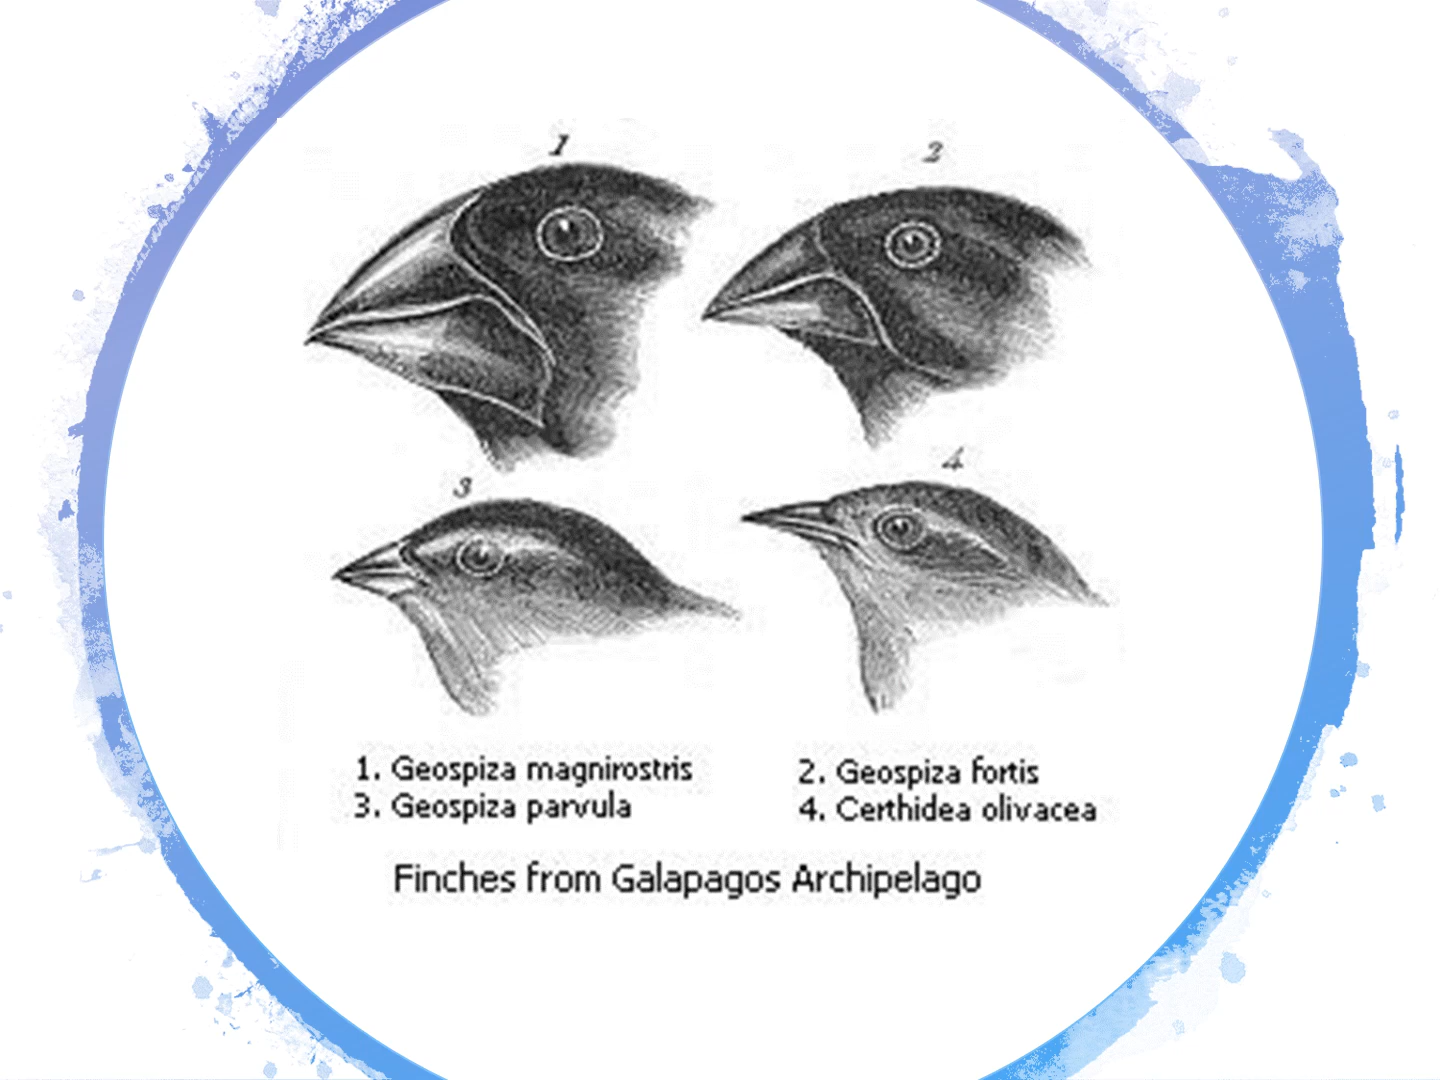 1
2
3
4
1. Geospiza magnirostris
2. Geospiza fortis
3. Geospiza parvula
4. Certhidea olivacea
Finches from Galapagos Archipelago